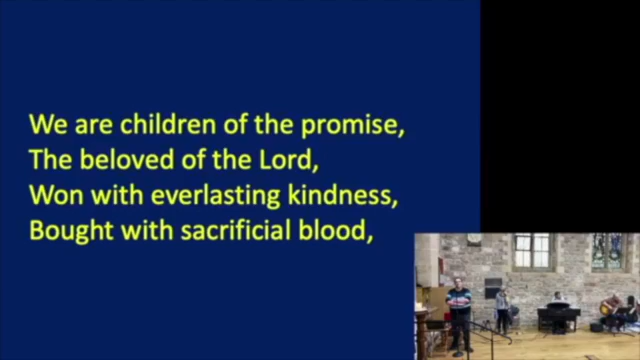 We are children of the promise,
The beloved of the Lord,
Won with everlasting kindness,
Bought with sacrificial blood,